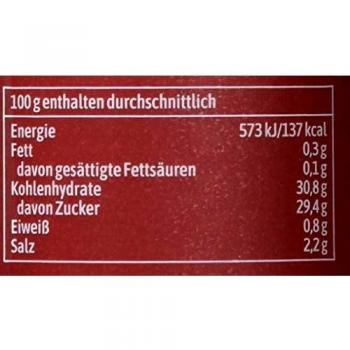 100 g enthalten durchschnittlich
Energie 573 kJ/137 kcal
Fett 0,3 g
davon gesättigte Fettsäuren 0,1 g
Kohlenhydrate 30,8 g
davon Zucker 29,4 g
Eiweiß 0,8 g
Salz 2,2 g